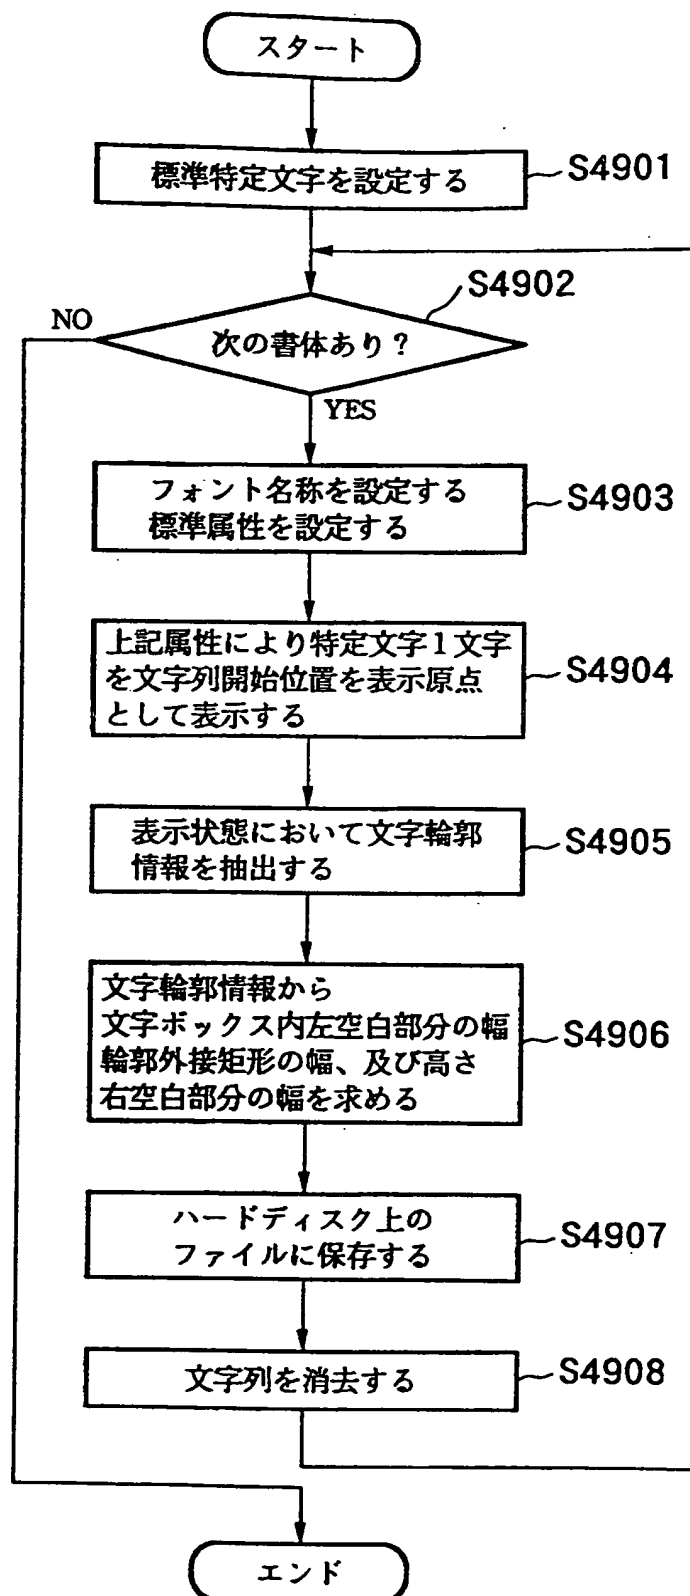 スタート
標準特定文字を設定する
S4901
S4902
NO
次の書体あり？
YES
フォント名称を設定する
標準属性を設定する
S4903
上記属性により特定文字１文字
を文字列開始位置を表示原点
として表示する
S4904
表示状態において文字輪郭
情報を抽出する
S4905
文字輪郭情報から
文字ボックス内左空白部分の幅
輪郭外接矩形の幅、及び高さ
右空白部分の幅を求める
S4906
ハードディスク上の
ファイルに保存する
S4907
文字列を消去する
S4908
エンド